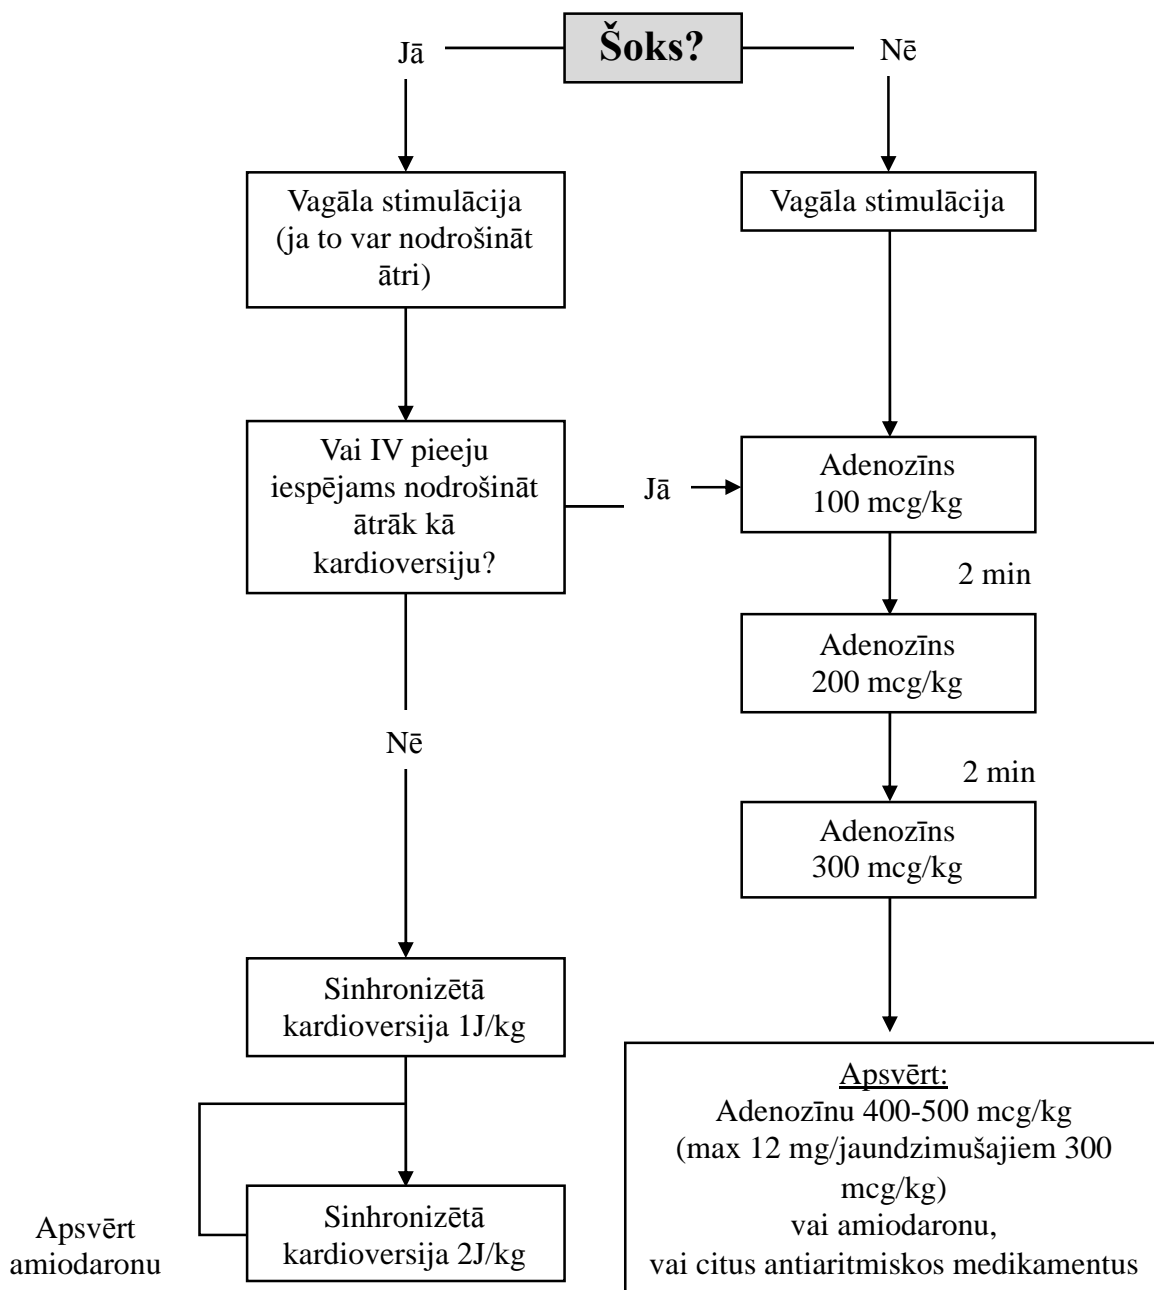 Šoks?
Jā
Nē
Vagāla stimulācija
(ja to var nodrošināt
ātri)
Vagāla stimulācija
Vai IV pieeju
iespējams nodrošināt
ātrāk kā
kardioversiju?
Jā
Adenozīns
100 mcg/kg
2 min
Adenozīns
200 mcg/kg
Nē
2 min
Adenozīns
300 mcg/kg
Sinhronizētā
kardioversija 1J/kg
Sinhronizētā
kardioversija 2J/kg
Apsvērt
amiodaronu
Apsvērt:
Adenozīnu 400-500 mcg/kg
(max 12 mg/jaundzimušajiem 300
mcg/kg)
vai amiodaronu,
vai citus antiaritmiskos medikamentus